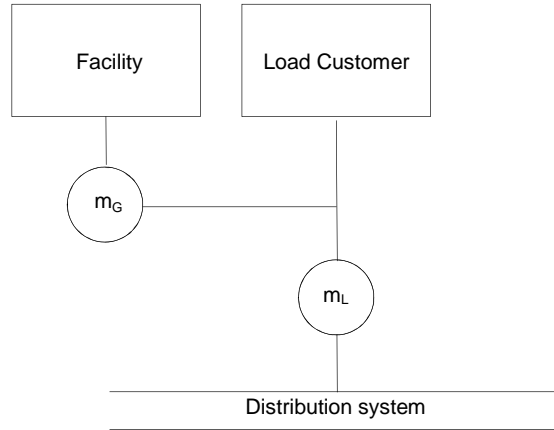 Facility
Load Customer
mG
mL
Distribution system